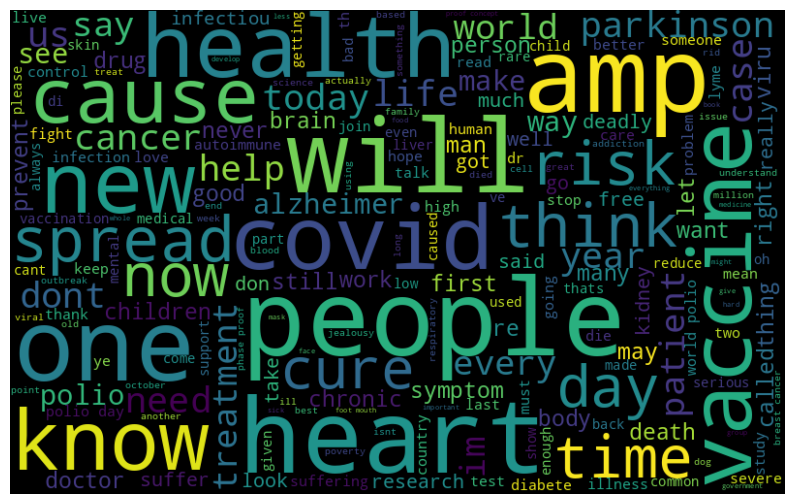 live
infectiou
health
getting
less
based
bad
th
something
world
parkinson
say
us
skin
drug
develop
person
child
better
someone
rid
amp
see
control
treat
science
actually
read
rare
lyme
viru
case
please
di
cause
today
life
make
much
way
deadly
issue
book
fight
cancer
never
brain
join
family
food
even
human
man
well
care
problem
really
prevent
always
infection
love
autoimmune
liver
hope
talk
got
dr
addiction
cell
great
everything
stop
go
free
let
right
understand
million
medicine
new
help
will
risk
vaccine
using
died
good
alzheimer
high
ve
vaccination
whole
medical
week
end
spread
covid
think
want
might
cant
keep
mental
part
blood
long
caused
said
year
many
reduce
mean
oh
give
hard
outbreak
now
don
still
work
low
first
going
thats
dont
viral
thank
old
children
support
phase proof
one
people
used
re
made
die
kidney
patient
called
thing
two
world polio
mask
jealousy
face
respiratory
cure
every
day
may
serious
ye
come
polio
need
treatment
take
chronic
symptom
must
body
back
death
study
breast cancer
point
october
polio day
another
sick
ill
best
isnt
last
important
foot mouth
given
country
show
enough
know
heart
im
time
doctor
suffer
look
suffering
poverty
research
test
diabete
illness
common
dog
government
severe